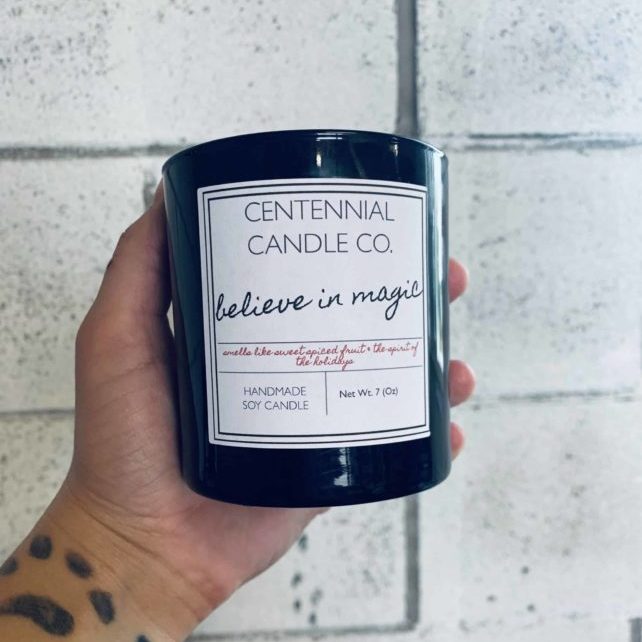 CENTENNIAL
CANDLE CO.
believe in magic
smells like sweet spiced fruit + the spirit of
the holidays
HANDMADE
SOY CANDLE
Net Wt. 7 (Oz)